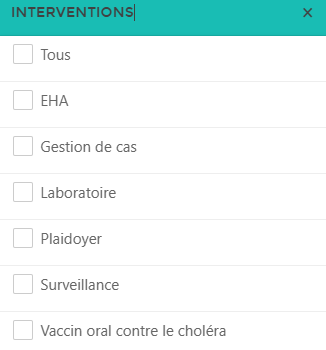 INTERVENTIONS ×
Tous
EHA
Gestion de cas
Laboratoire
Plaidoyer
Surveillance
Vaccin oral contre le choléra